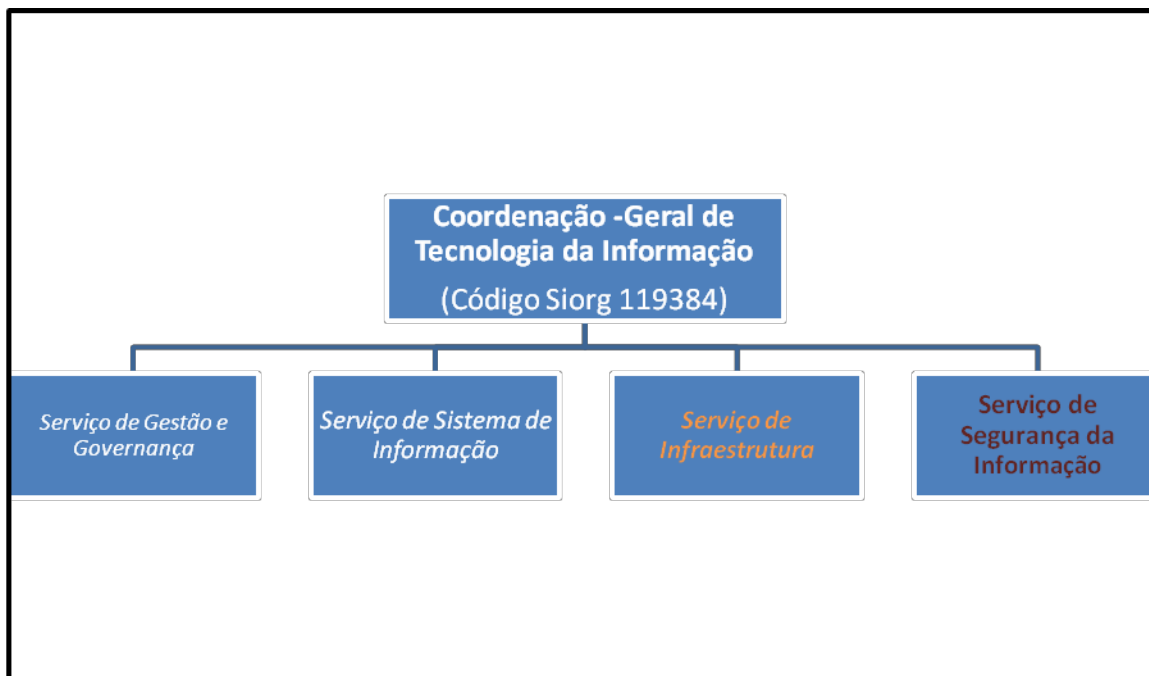 Coordenação -Geral de
Tecnologia da Informação
(Código Siorg 119384)
Serviço de Gestão e
Governança
Serviço de Sistema de
Informação
Serviço de
Infraestrutura
Serviço de
Segurança da
Informação